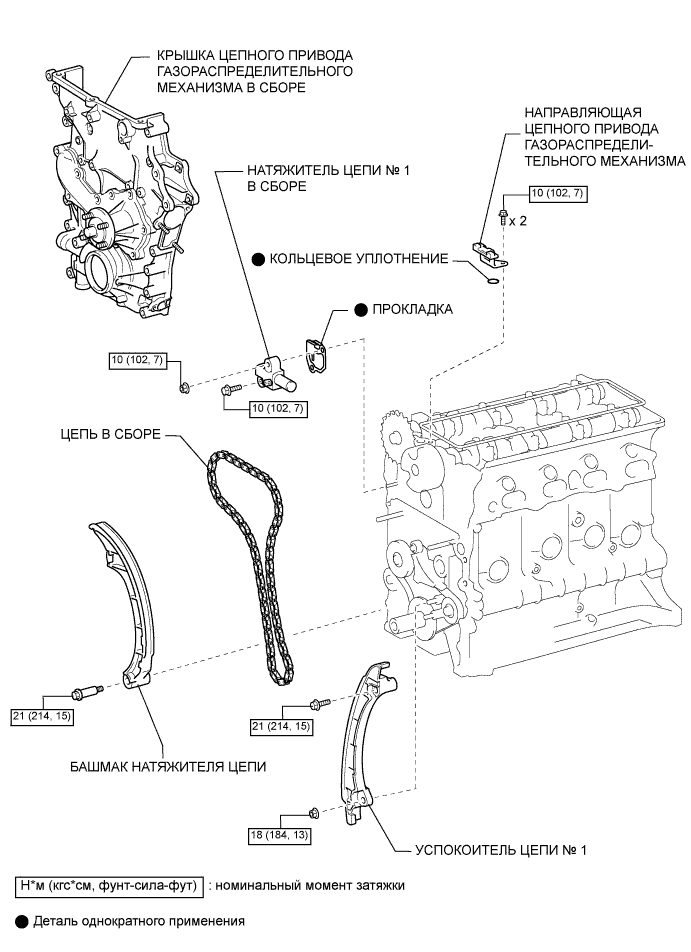 КРЫШКА ЦЕПНОГО ПРИВОДА
ГАЗОРАСПРЕДЕЛИТЕЛЬНОГО
МЕХАНИЗМА В СБОРЕ
НАПРАВЛЯЮЩАЯ
ЦЕПНОГО ПРИВОДА
ГАЗОРАСПРЕДЕЛИ-
ТЕЛЬНОГО МЕХАНИЗМА
НАТЯЖИТЕЛЬ ЦЕПИ № 1
В СБОРЕ
10 (102, 7)
x 2
● КОЛЬЦЕВОЕ УПЛОТНЕНИЕ
● ПРОКЛАДКА
10 (102, 7)
10 (102, 7)
ЦЕПЬ В СБОРЕ
21 (214, 15)
21 (214, 15)
БАШМАК НАТЯЖИТЕЛЯ ЦЕПИ
18 (184, 13)
УСПОКОИТЕЛЬ ЦЕПИ № 1
Н*м (кгс*см, фунт-сила-фут) : номинальный момент затяжки
● Деталь однократного применения